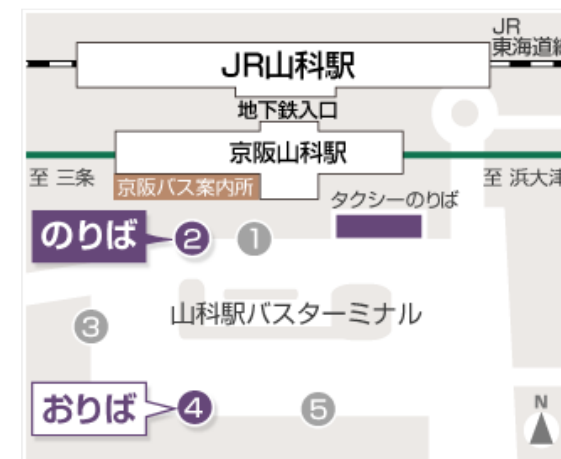 JR
東海道線
JR山科駅
地下鉄入口
京阪山科駅
至 三条
京阪バス案内所
至 浜大津
タクシーのりば
のりば
2
1
山科駅バスターミナル
3
おりば
4
5
N